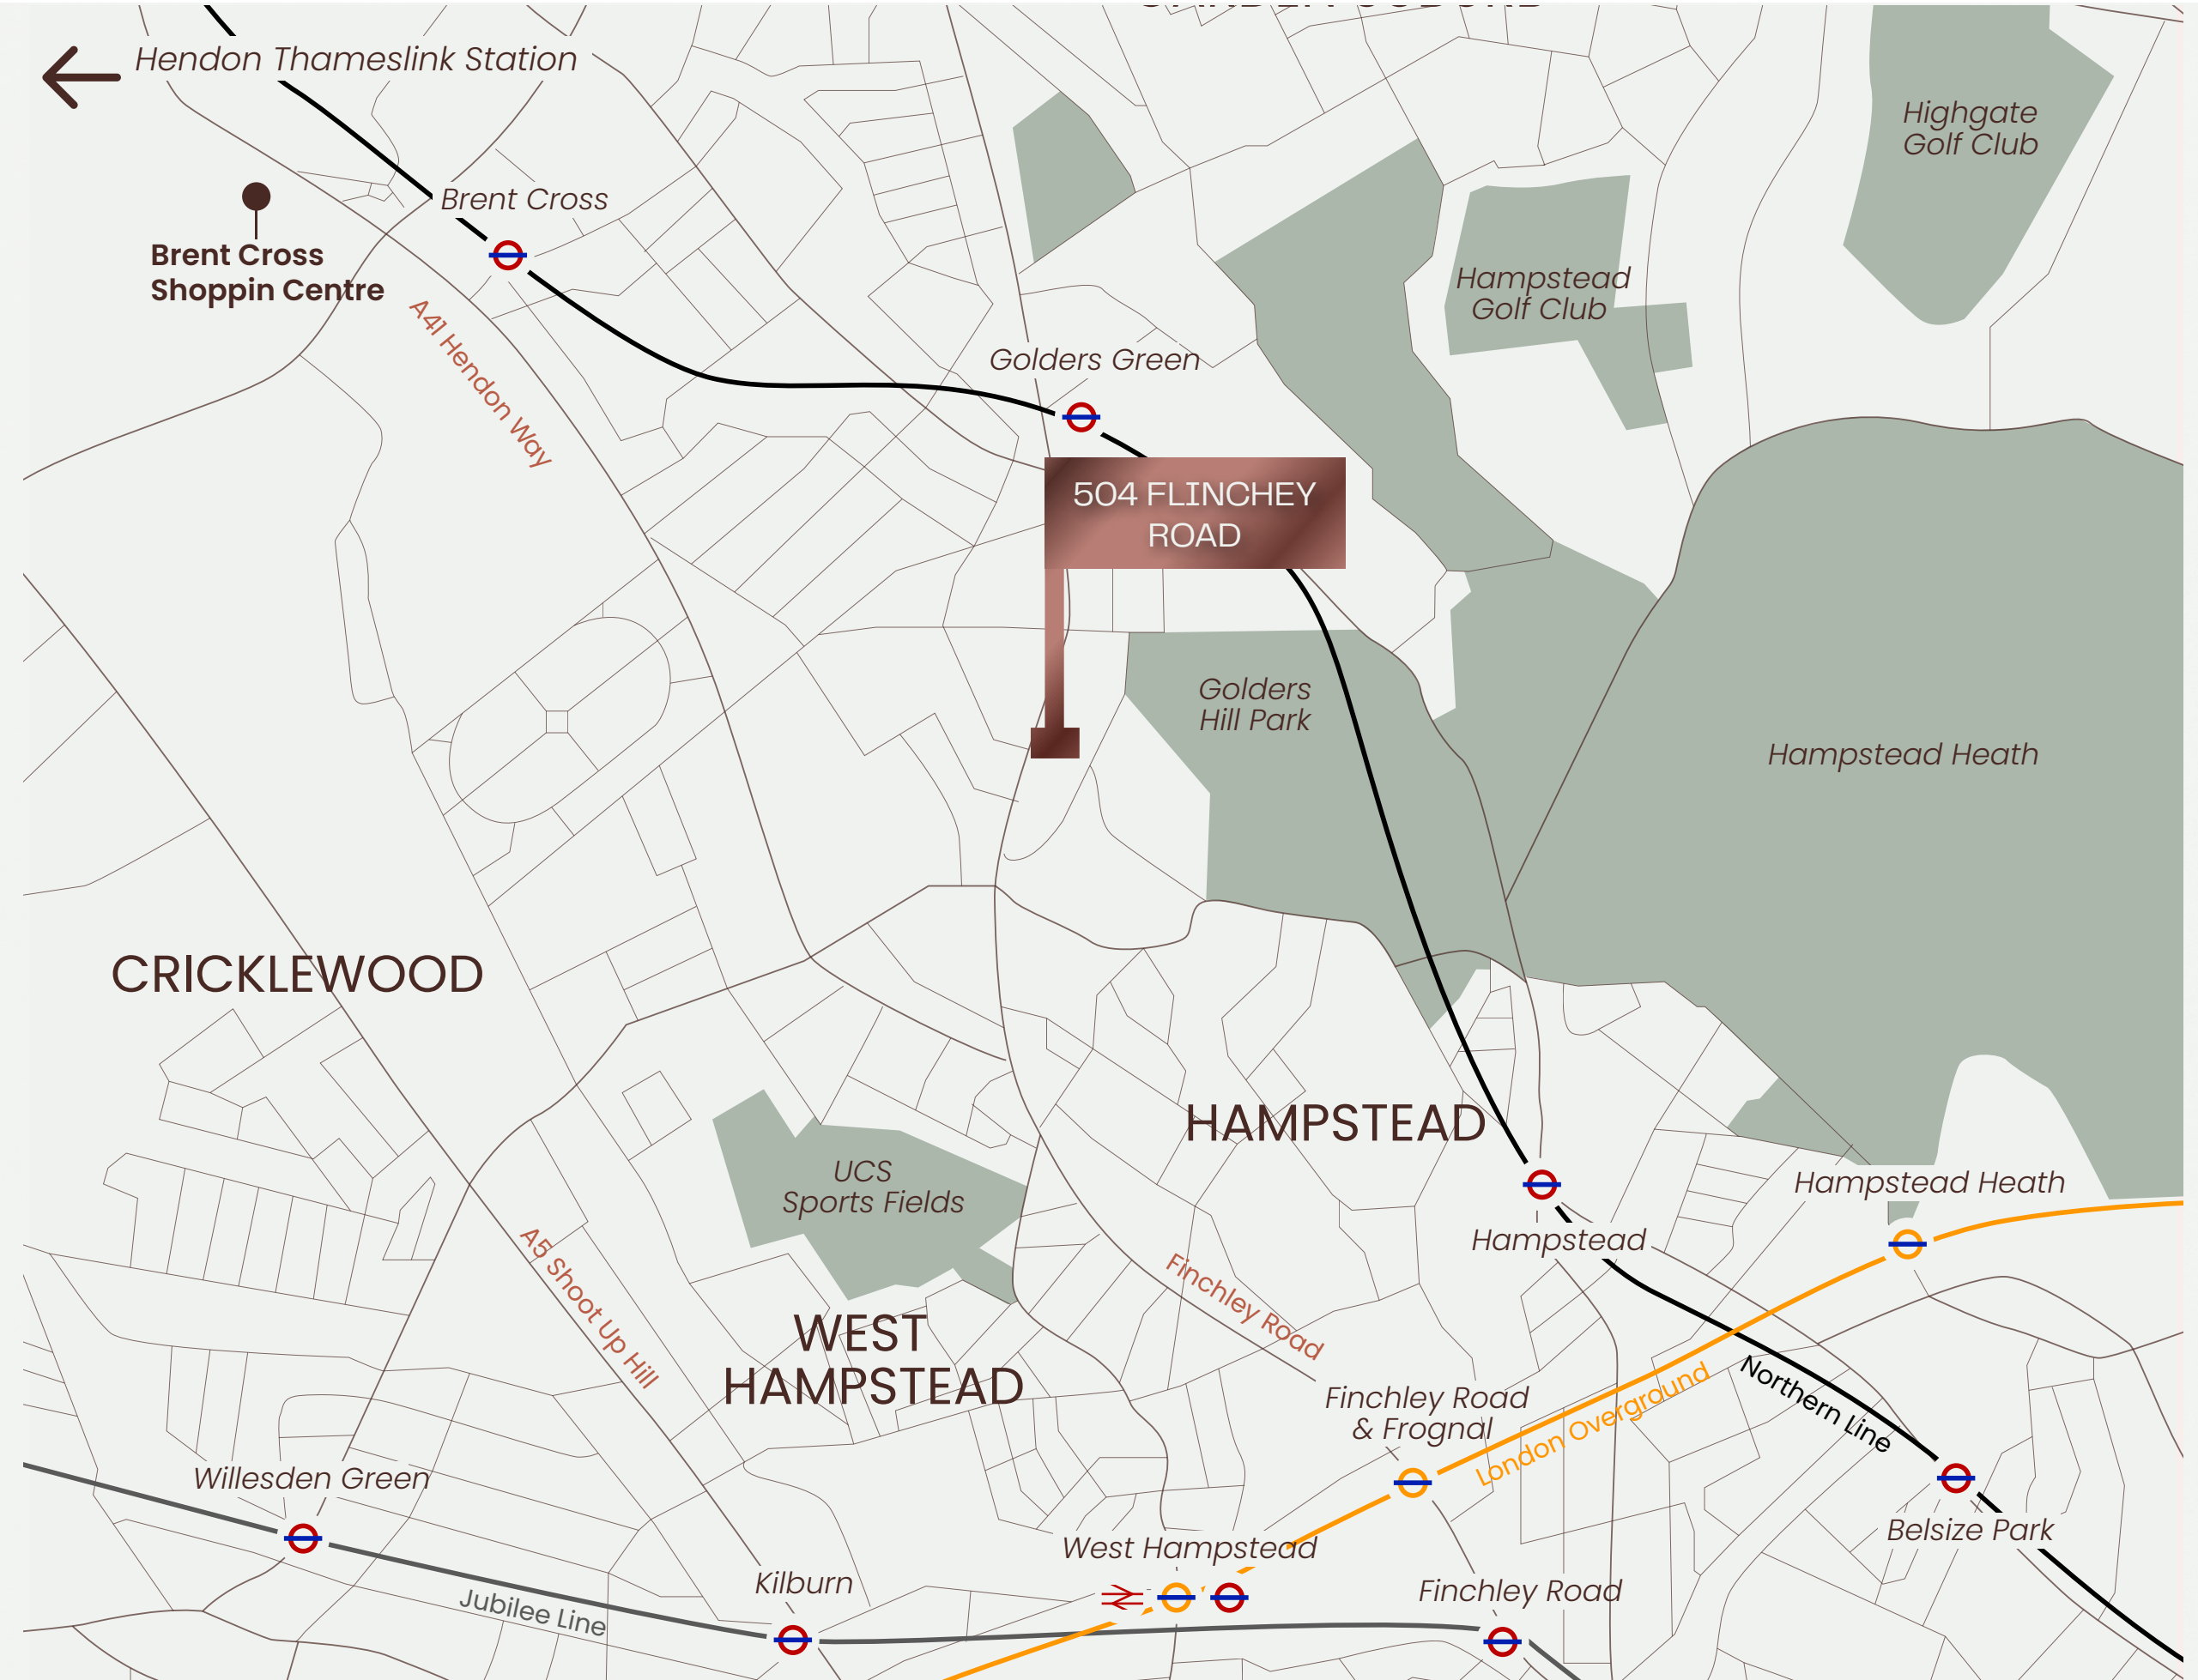 Hendon Thameslink Station
Highgate
Golf Club
Brent Cross
Brent Cross
Shoppin Centre
Hampstead
Golf Club
A41 Hendon Way
Golders Green
504 FLINCHEY
ROAD
Golders
Hill Park
Hampstead Heath
CRICKLEWOOD
HAMPSTEAD
UCS
Sports Fields
Hampstead Heath
Hampstead
A5 Shoot Up Hill
Finchley Road
WEST
HAMPSTEAD
Finchley Road
& Frognal
London Overground
Northern Line
Willesden Green
Belsize Park
West Hampstead
Kilburn
Finchley Road
Jubilee Line